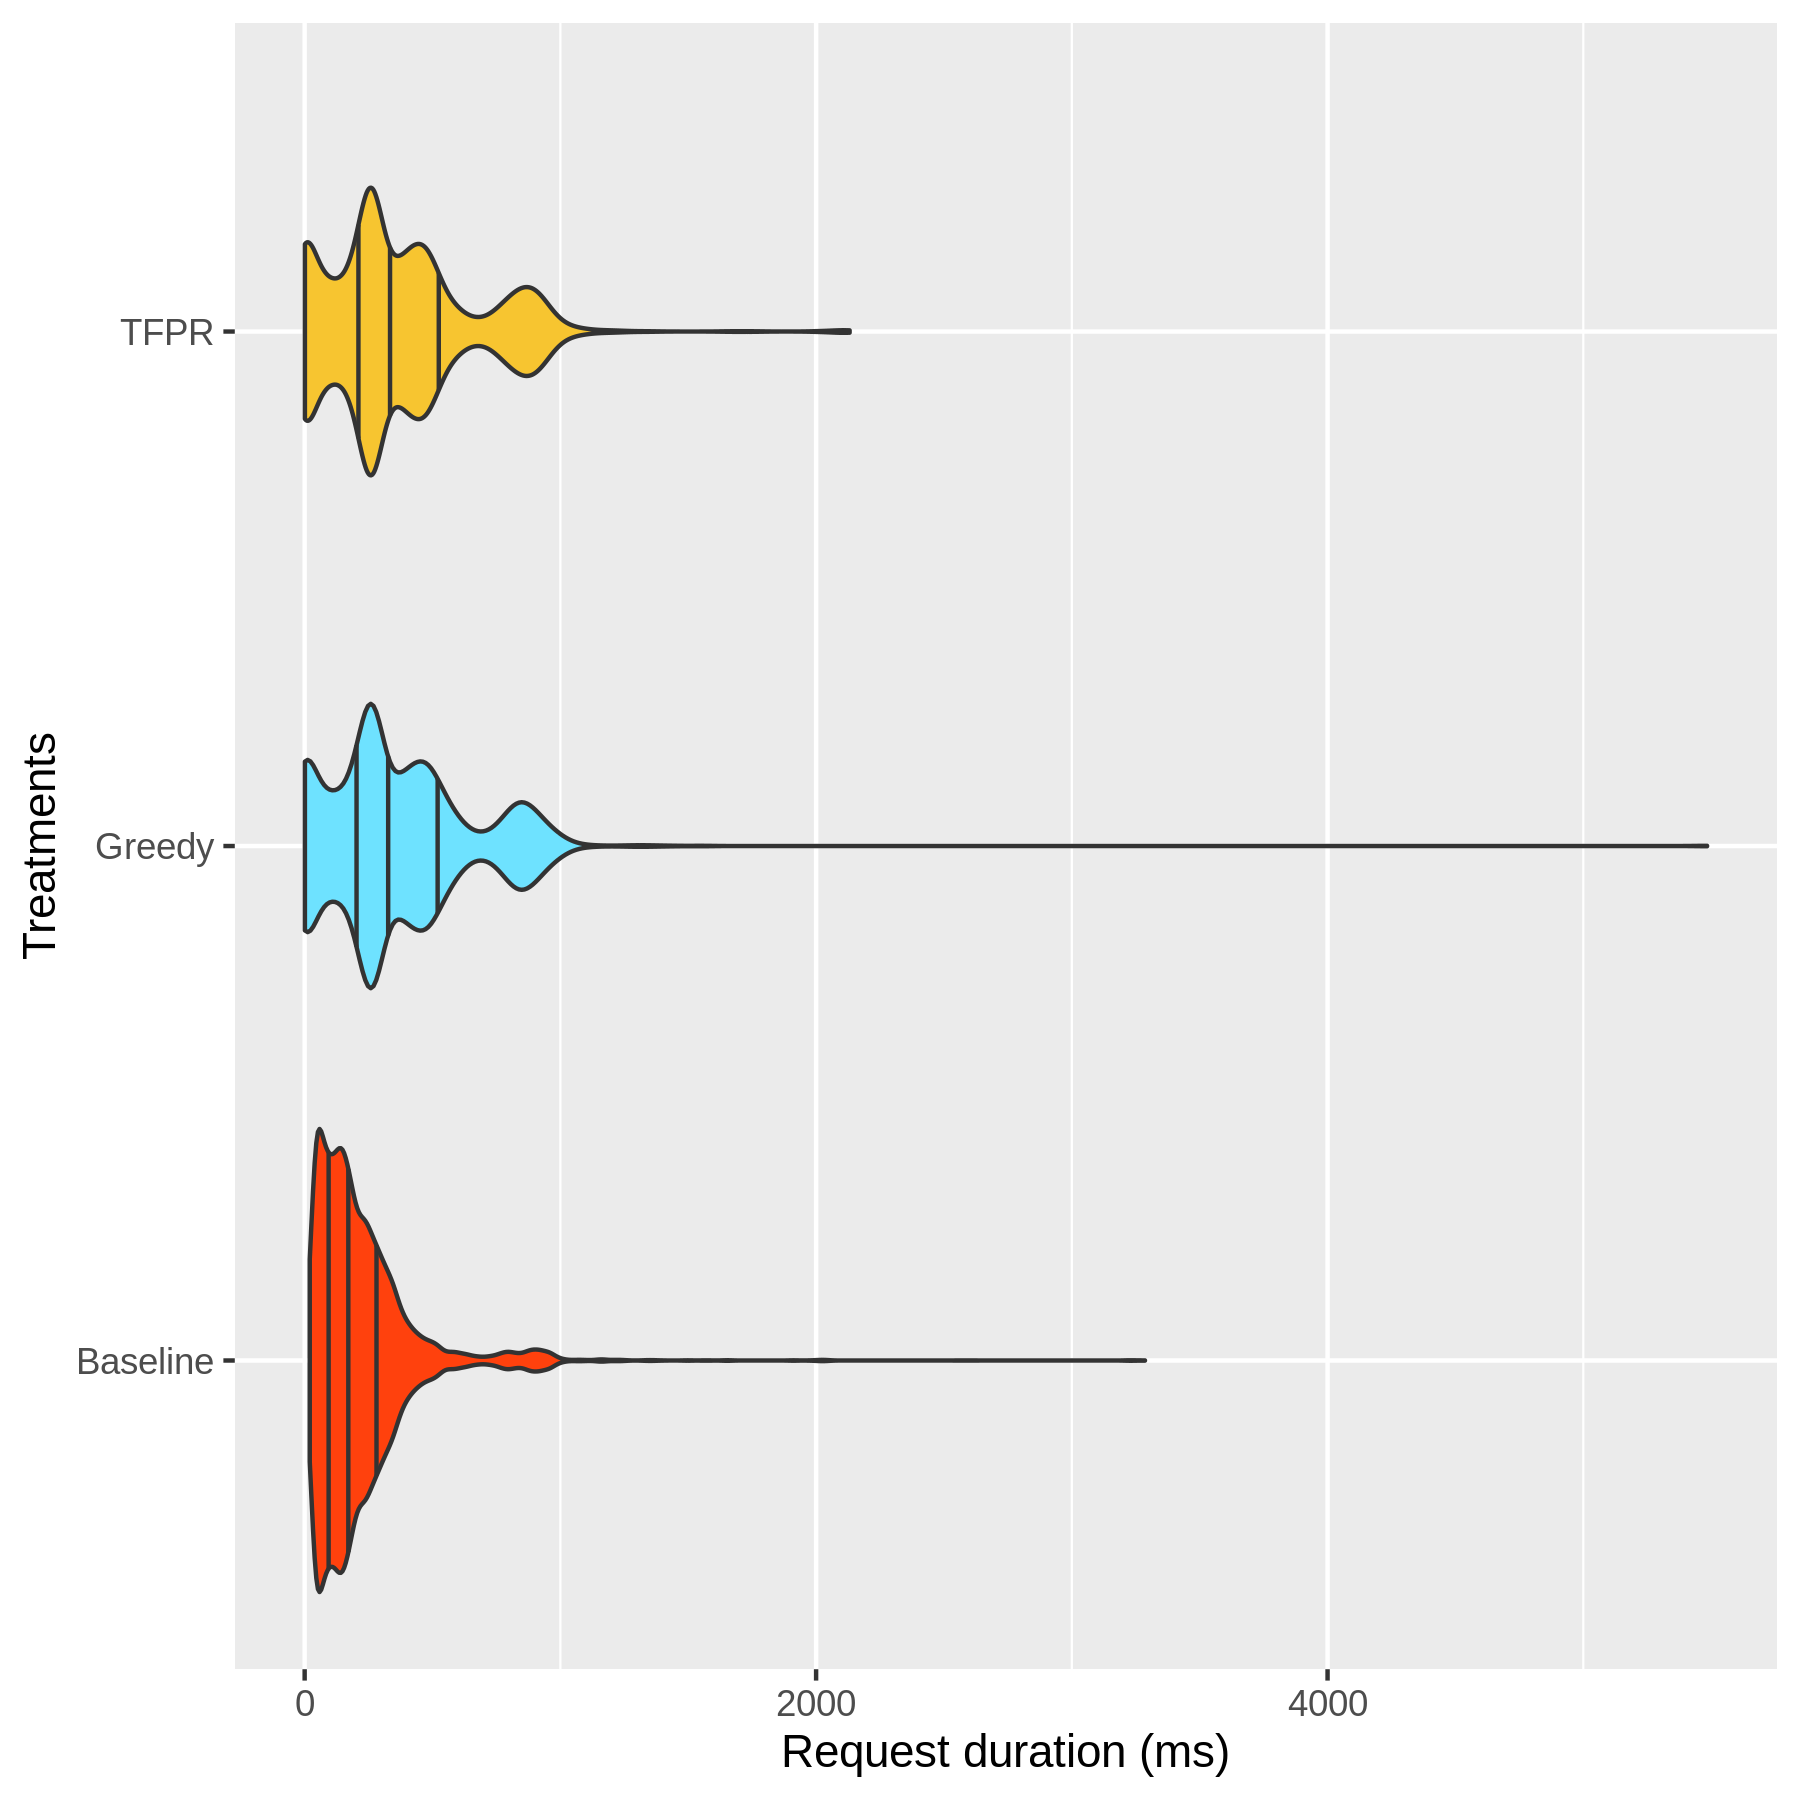 Treatments
TFPR
Greedy
Baseline
0 2000 4000
Request duration (ms)